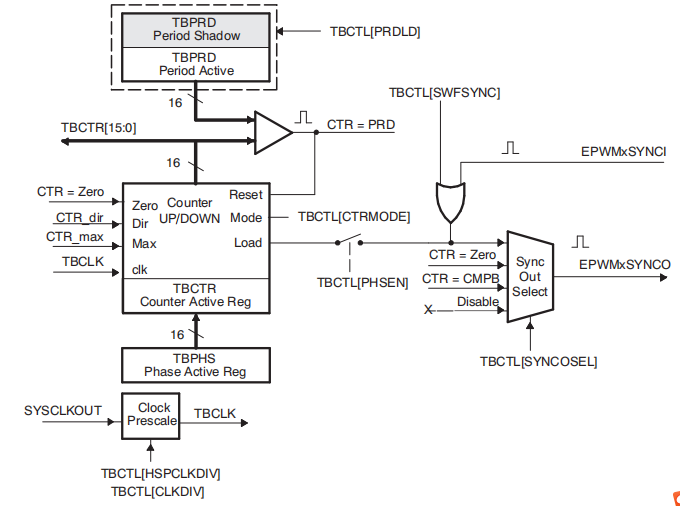 TBPRD
Period Shadow
TBCTL[PRDLD]
TBPRD
Period Active
16
TBCTR[15:0]
CTR = PRD
16
TBCTL[SWFSYNC]
EPWMxSYNCI
CTR = Zero
CTR_dir
CTR_max
TBCLK
Zero
Dir
Max
clk
Counter
UP/DOWN
Reset
Mode
Load
TBCTL[CTRMODE]
TBCTR
Counter Active Reg
TBCTL[PHSEN]
16
TBPHS
Phase Active Reg
CTR = Zero
CTR = CMPB
Disable
X
Sync
Out
Select
EPWMxSYNCO
TBCTL[SYNCOSEL]
SYSCLKOUT
Clock
Prescale
TBCLK
TBCTL[HSPCLKDIV]
TBCTL[CLKDIV]